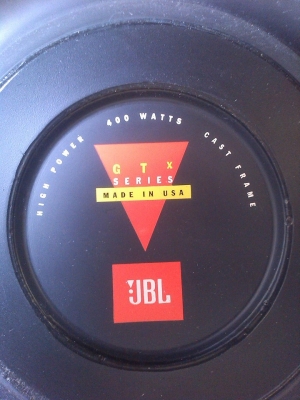 HIGH POWER 400 WATTS CAST FRAME
GTX
SERIES
MADE IN USA
JBL